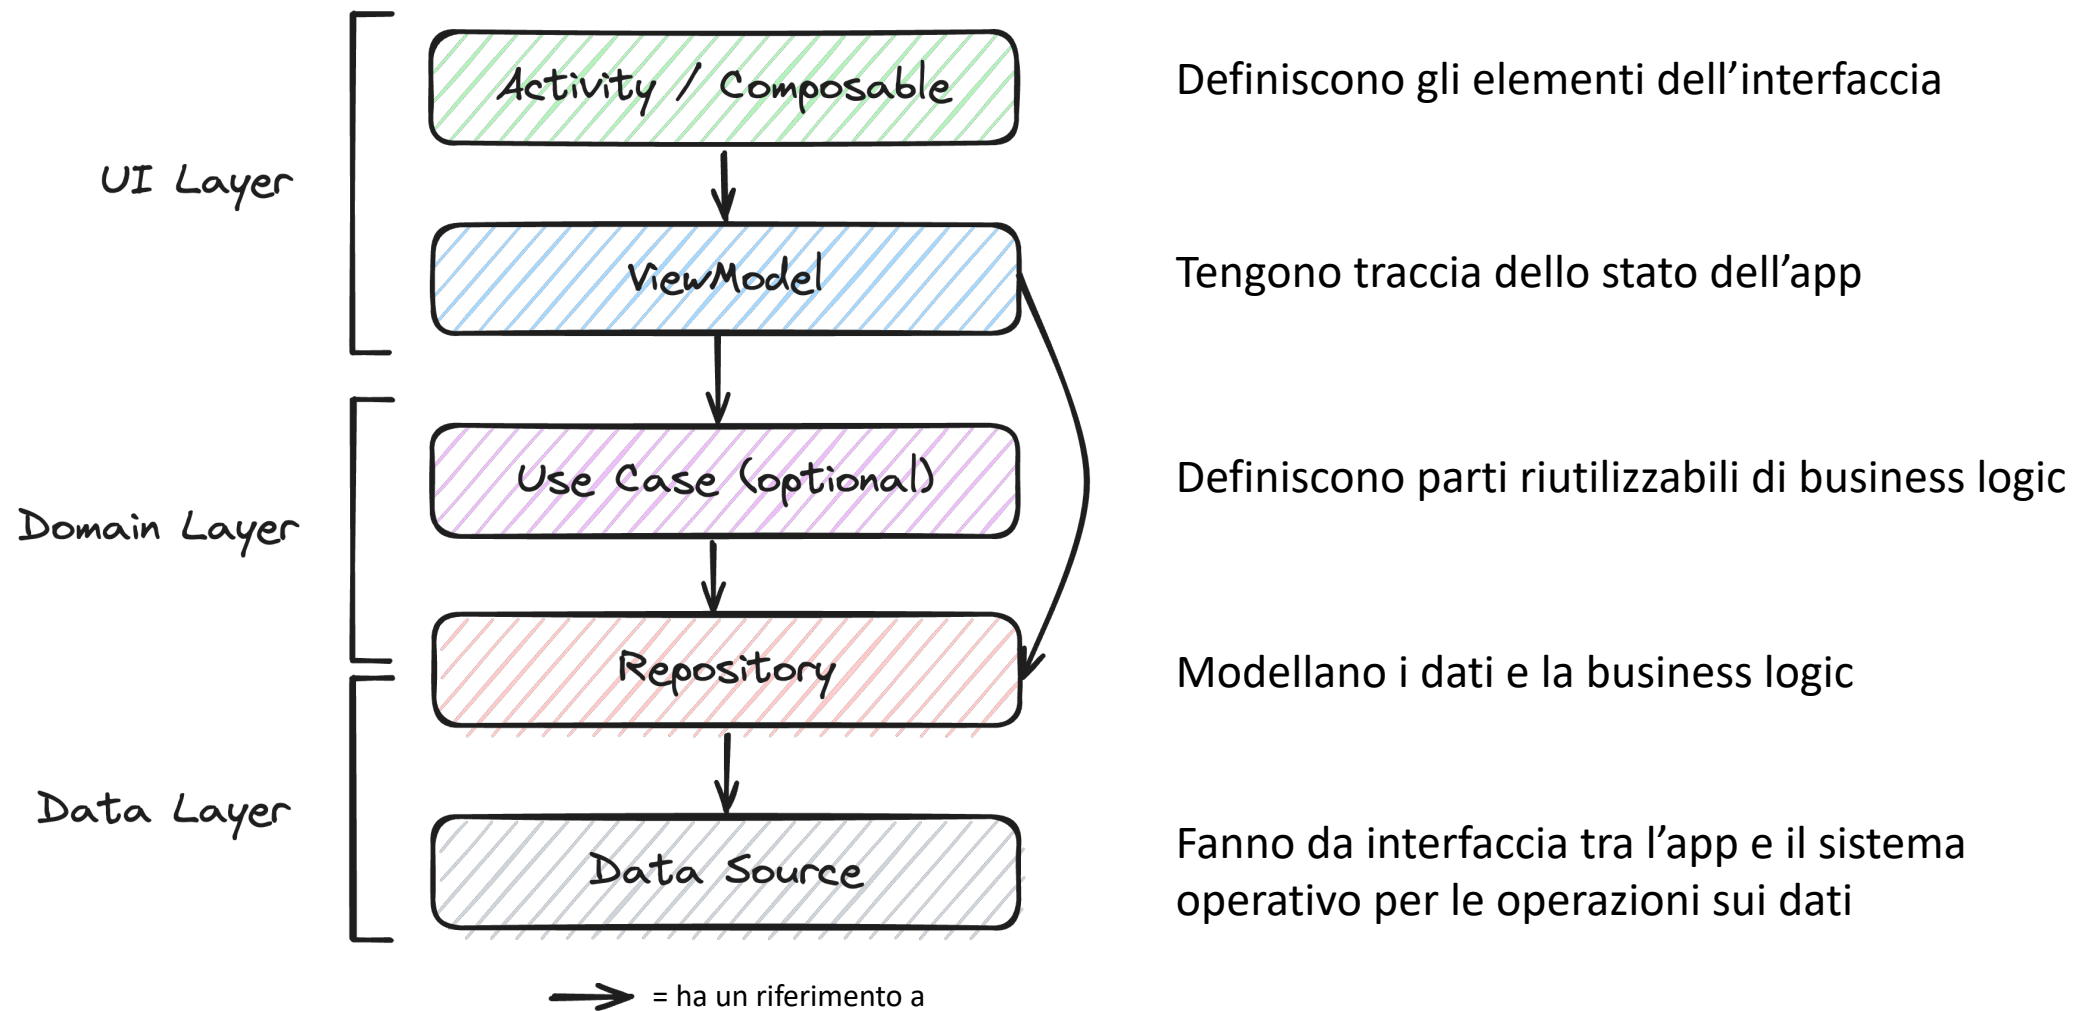 Activity / Composable
Definiscono gli elementi dell’interfaccia
UI Layer
ViewModel
Tengono traccia dello stato dell’app
Use Case (optional)
Definiscono parti riutilizzabili di business logic
Domain Layer
Repository
Modellano i dati e la business logic
Data Layer
Data Source
Fanno da interfaccia tra l’app e il sistema
operativo per le operazioni sui dati
= ha un riferimento a